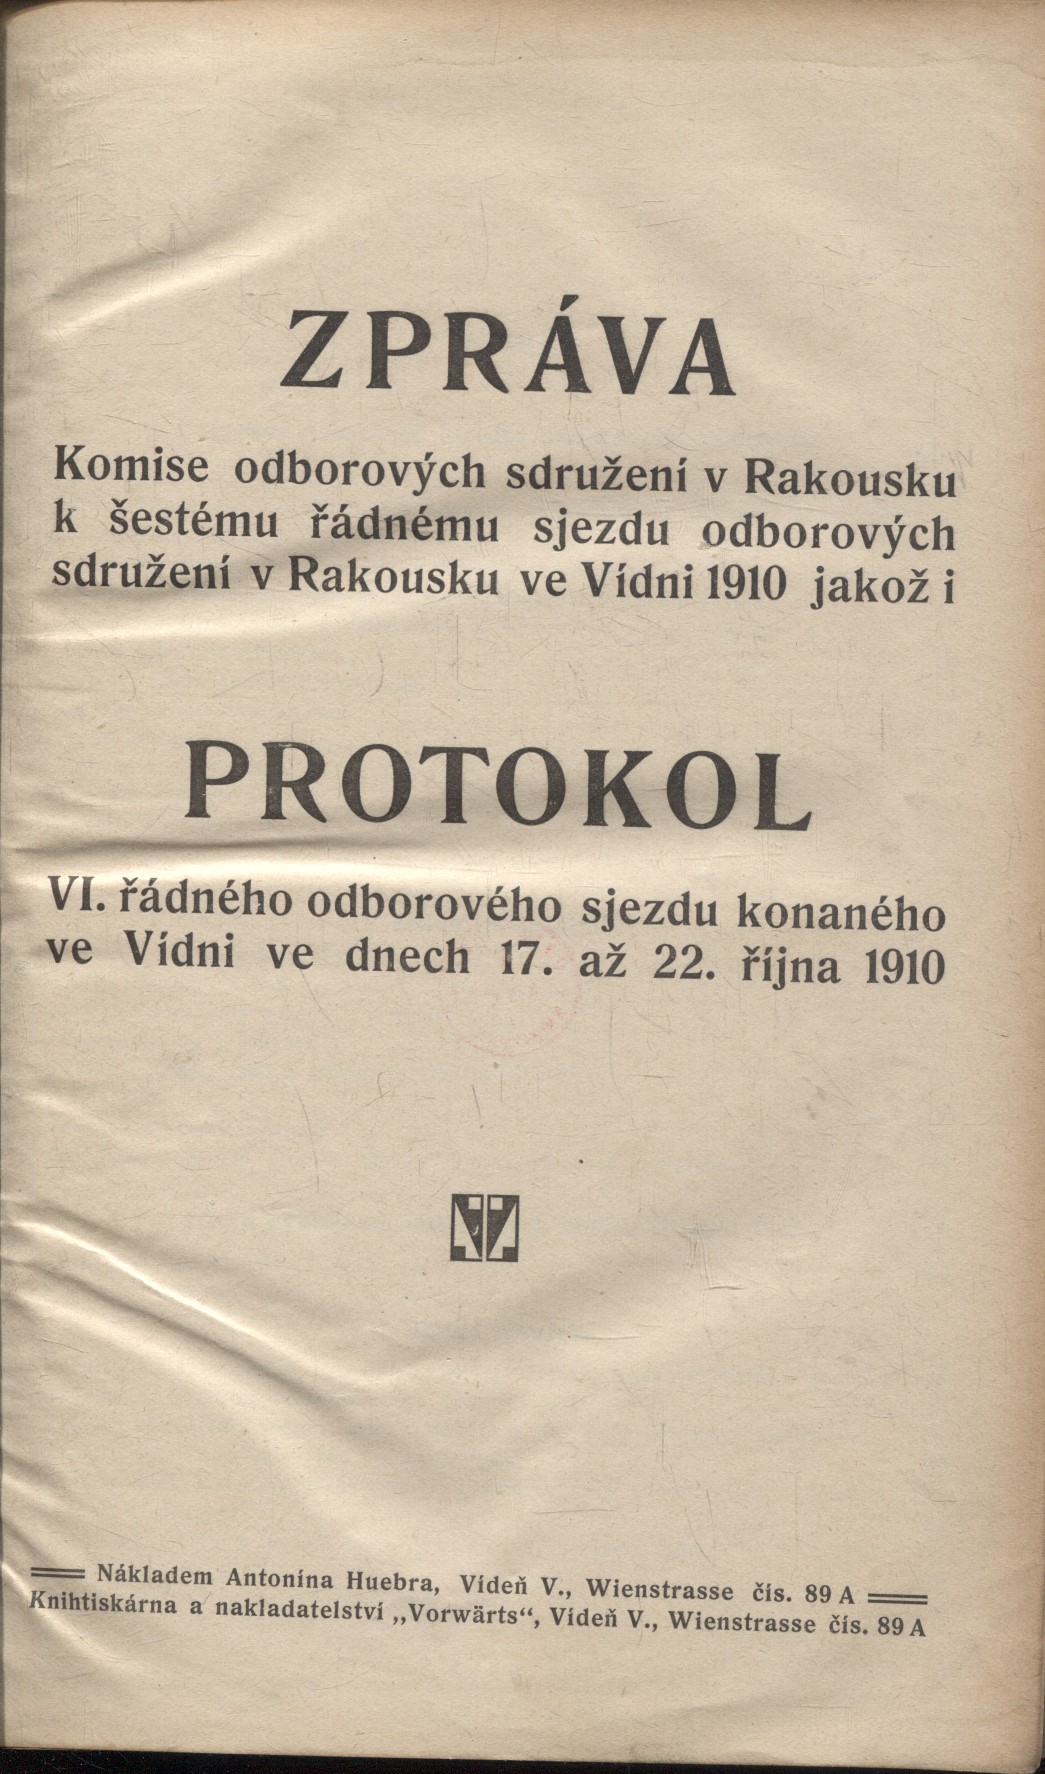 ZPRÁVA
Komise odborových sdružení v Rakousku
k šestému řádnému sjezdu odborových
sdružení v Rakousku ve Vídni 1910 jakož i
PROTOKOL
VI. řádného odborového sjezdu konaného
ve Vídni ve dnech 17. až 22. října 1910
Nákladem Antonína Huebra, Vídeň V., Wienstrasse čís. 89 A
Knihtiskárna a nakladatelství „Vorwärts“, Vídeň V., Wienstrasse čís. 89 A